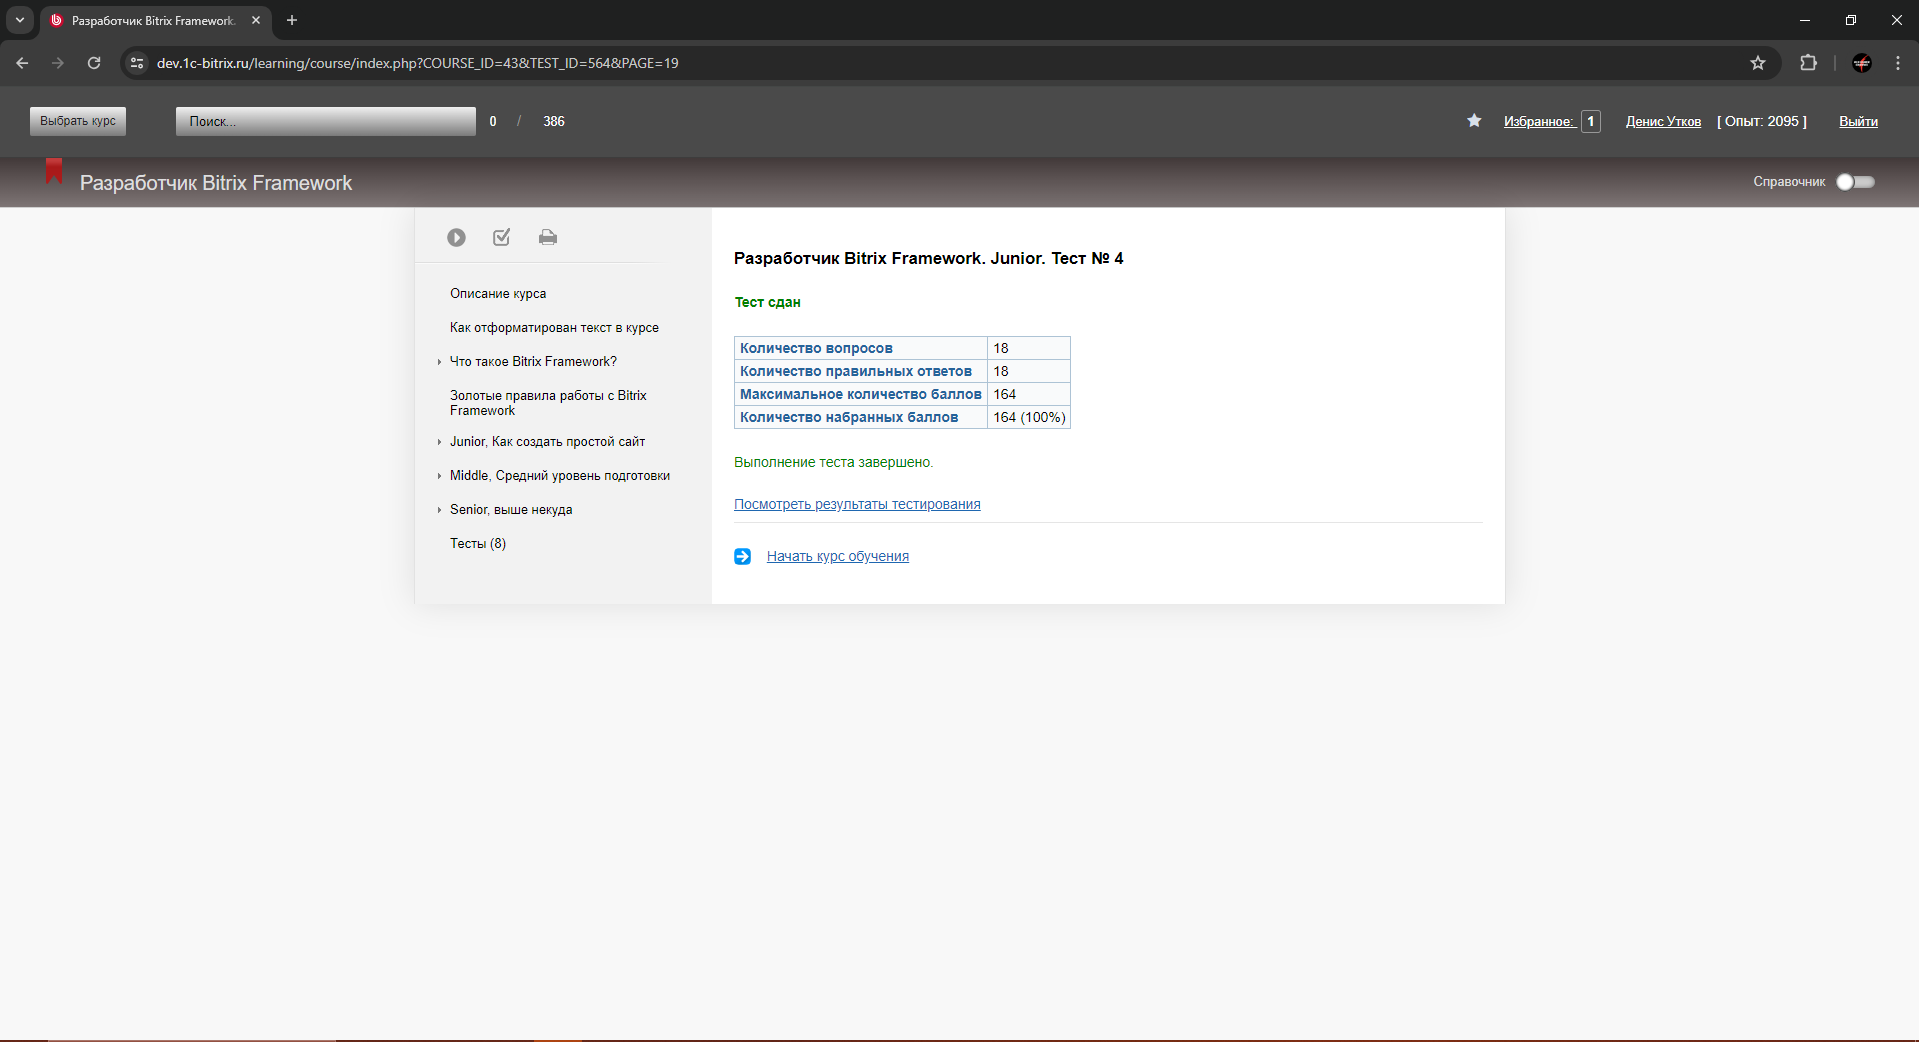 Разработчик Bitrix Framework.
dev.1c-bitrix.ru/learning/course/index.php?COURSE_ID=43&TEST_ID=564&PAGE=19
Выбрать курс
Поиск...
0 / 386
Избранное: 1
Денис Утков
[ Опыт: 2095 ]
Выйти
Разработчик Bitrix Framework
Справочник
Описание курса
Как отформатирован текст в курсе
Что такое Bitrix Framework?
Золотые правила работы с Bitrix
Framework
Junior, Как создать простой сайт
Middle, Средний уровень подготовки
Senior, выше некуда
Тесты (8)
Разработчик Bitrix Framework. Junior. Тест № 4
Тест сдан
Количество вопросов 18
Количество правильных ответов 18
Максимальное количество баллов 164
Количество набранных баллов 164 (100%)
Выполнение теста завершено.
Посмотреть результаты тестирования
Начать курс обучения